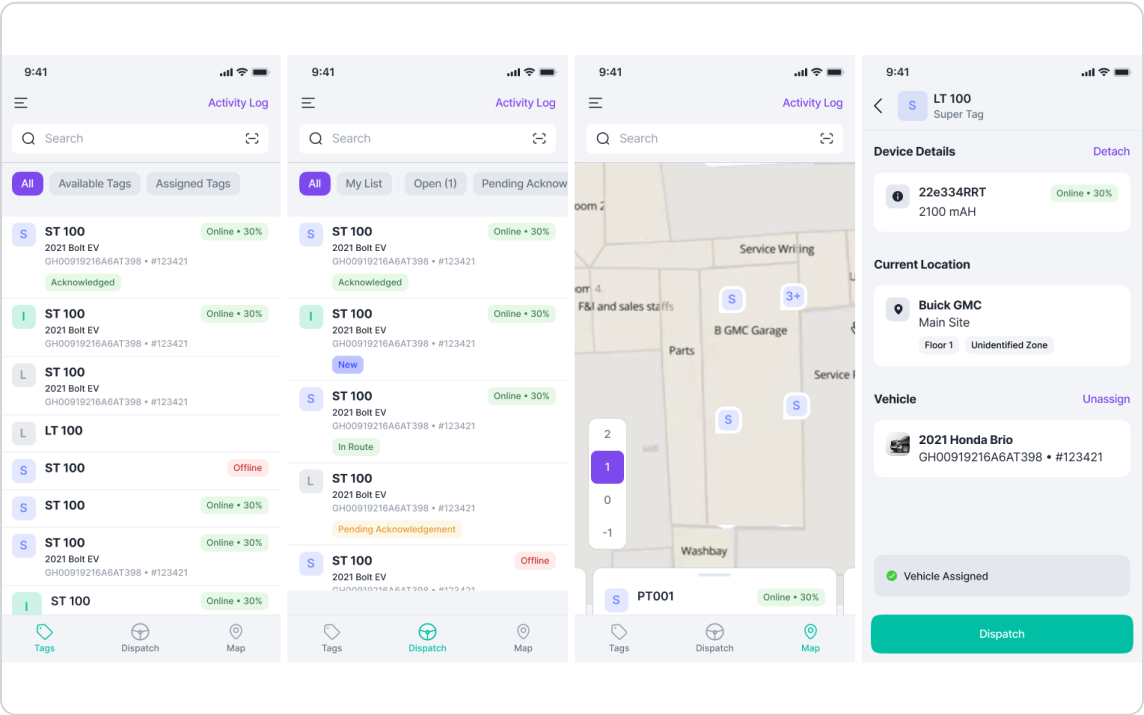 9:41
Activity Log
Search
All
Available Tags
Assigned Tags
S
ST 100
Online • 30%
2021 Bolt EV
GH00919216A6AT398 • #123421
Acknowledged
I
ST 100
Online • 30%
2021 Bolt EV
GH00919216A6AT398 • #123421
L
ST 100
2021 Bolt EV
GH00919216A6AT398 • #123421
L
LT 100
S
ST 100
Offline
S
ST 100
Online • 30%
S
ST 100
Online • 30%
2021 Bolt EV
GH00919216A6AT398 • #123421
I
ST 100
Online • 30%
Tags
Dispatch
Map
9:41
Activity Log
Search
All
My List
Open (1)
Pending Acknow
S
ST 100
Online • 30%
2021 Bolt EV
GH00919216A6AT398 • #123421
Acknowledged
I
ST 100
Online • 30%
2021 Bolt EV
GH00919216A6AT398 • #123421
New
S
ST 100
Online • 30%
2021 Bolt EV
GH00919216A6AT398 • #123421
In Route
L
ST 100
2021 Bolt EV
GH00919216A6AT398 • #123421
Pending Acknowledgement
S
ST 100
Offline
2021 Bolt EV
GH00919216A6AT398 • #123421
Tags
Dispatch
Map
9:41
Activity Log
Search
oom 2
Service Writing
om 4
F&I and sales staffs
S
3+
B GMC Garage
Parts
Service
S
S
2
1
0
-1
Washbay
S
PT001
Online • 30%
Tags
Dispatch
Map
9:41
S
LT 100
Super Tag
Device Details
Detach
22e334RRT
Online • 30%
2100 mAH
Current Location
Buick GMC
Main Site
Floor 1
Unidentified Zone
Vehicle
Unassign
2021 Honda Brio
GH00919216A6AT398 • #123421
Vehicle Assigned
Dispatch